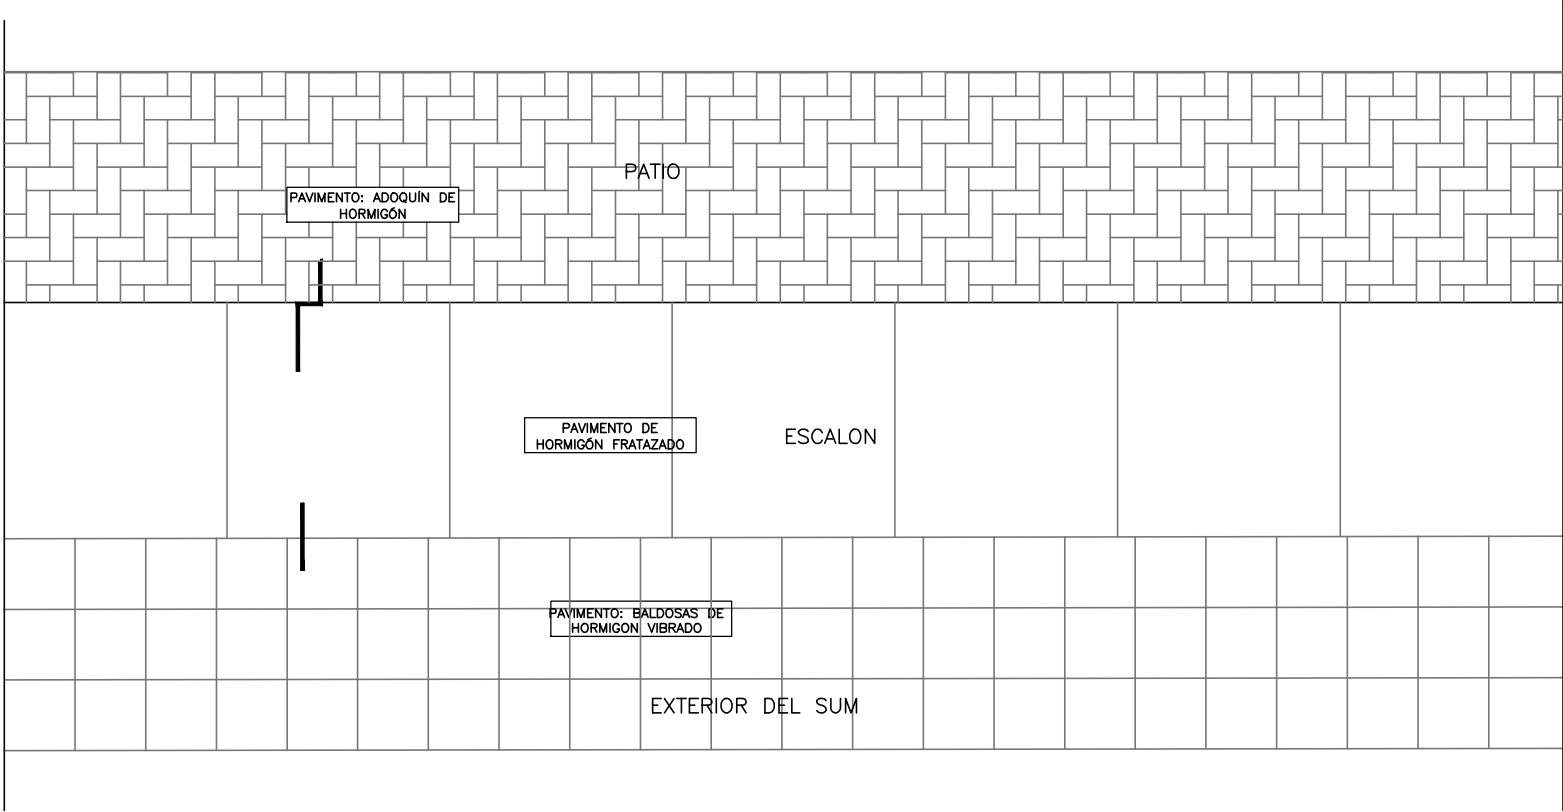 PATIO
PAVIMENTO: ADOQUÍN DE
HORMIGÓN
PAVIMENTO DE
HORMIGÓN FRATAZADO
ESCALON
PAVIMENTO: BALDOSAS DE
HORMIGON VIBRADO
EXTERIOR DEL SUM